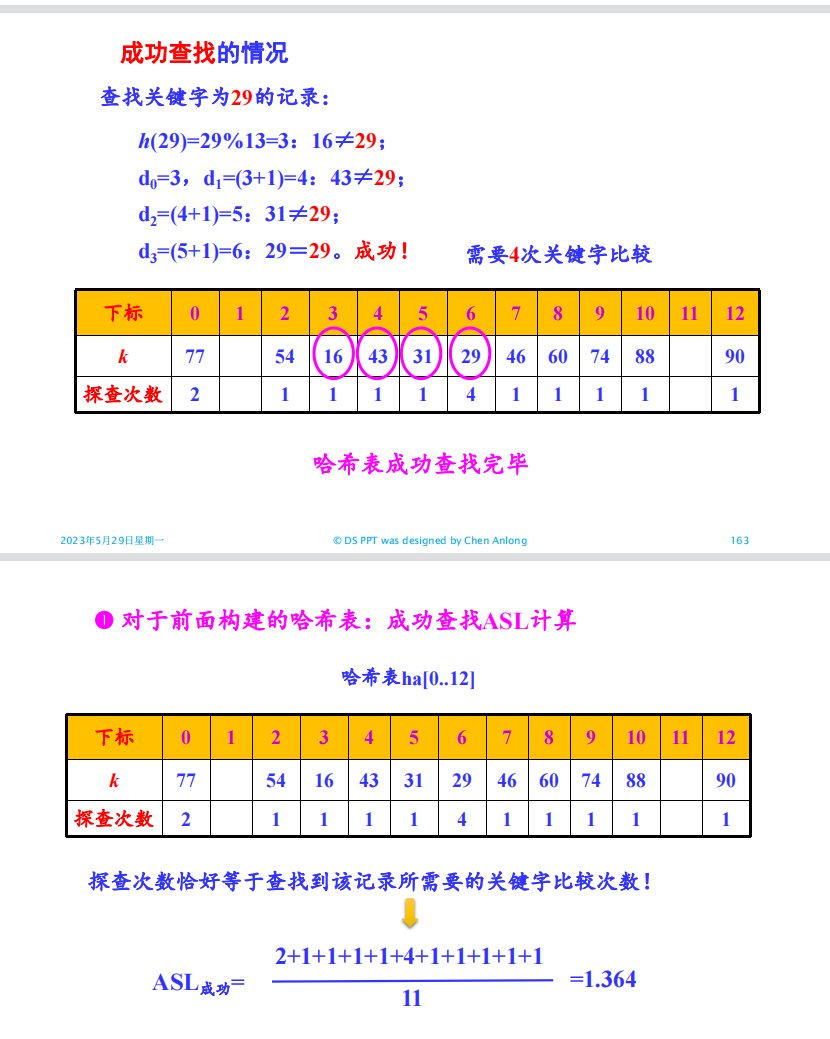 成功查找的情况
查找关键字为29的记录：
h(29)=29%13=3：16≠29；
d0=3，d1=(3+1)=4：43≠29；
d2=(4+1)=5：31≠29；
d3=(5+1)=6：29＝29。成功！ 需要4次关键字比较
下标 0 1 2 3 4 5 6 7 8 9 10 11 12
k 77 54 16 43 31 29 46 60 74 88 90
探查次数 2 1 1 1 1 4 1 1 1 1 1
哈希表成功查找完毕
2023年5月29日星期一 © DS PPT was designed by Chen Anlong 163
❶ 对于前面构建的哈希表：成功查找ASL计算
哈希表ha[0..12]
下标 0 1 2 3 4 5 6 7 8 9 10 11 12
k 77 54 16 43 31 29 46 60 74 88 90
探查次数 2 1 1 1 1 4 1 1 1 1 1
探查次数恰好等于查找到该记录所需要的关键字比较次数！
2+1+1+1+1+4+1+1+1+1+1
ASL成功= =1.364
11